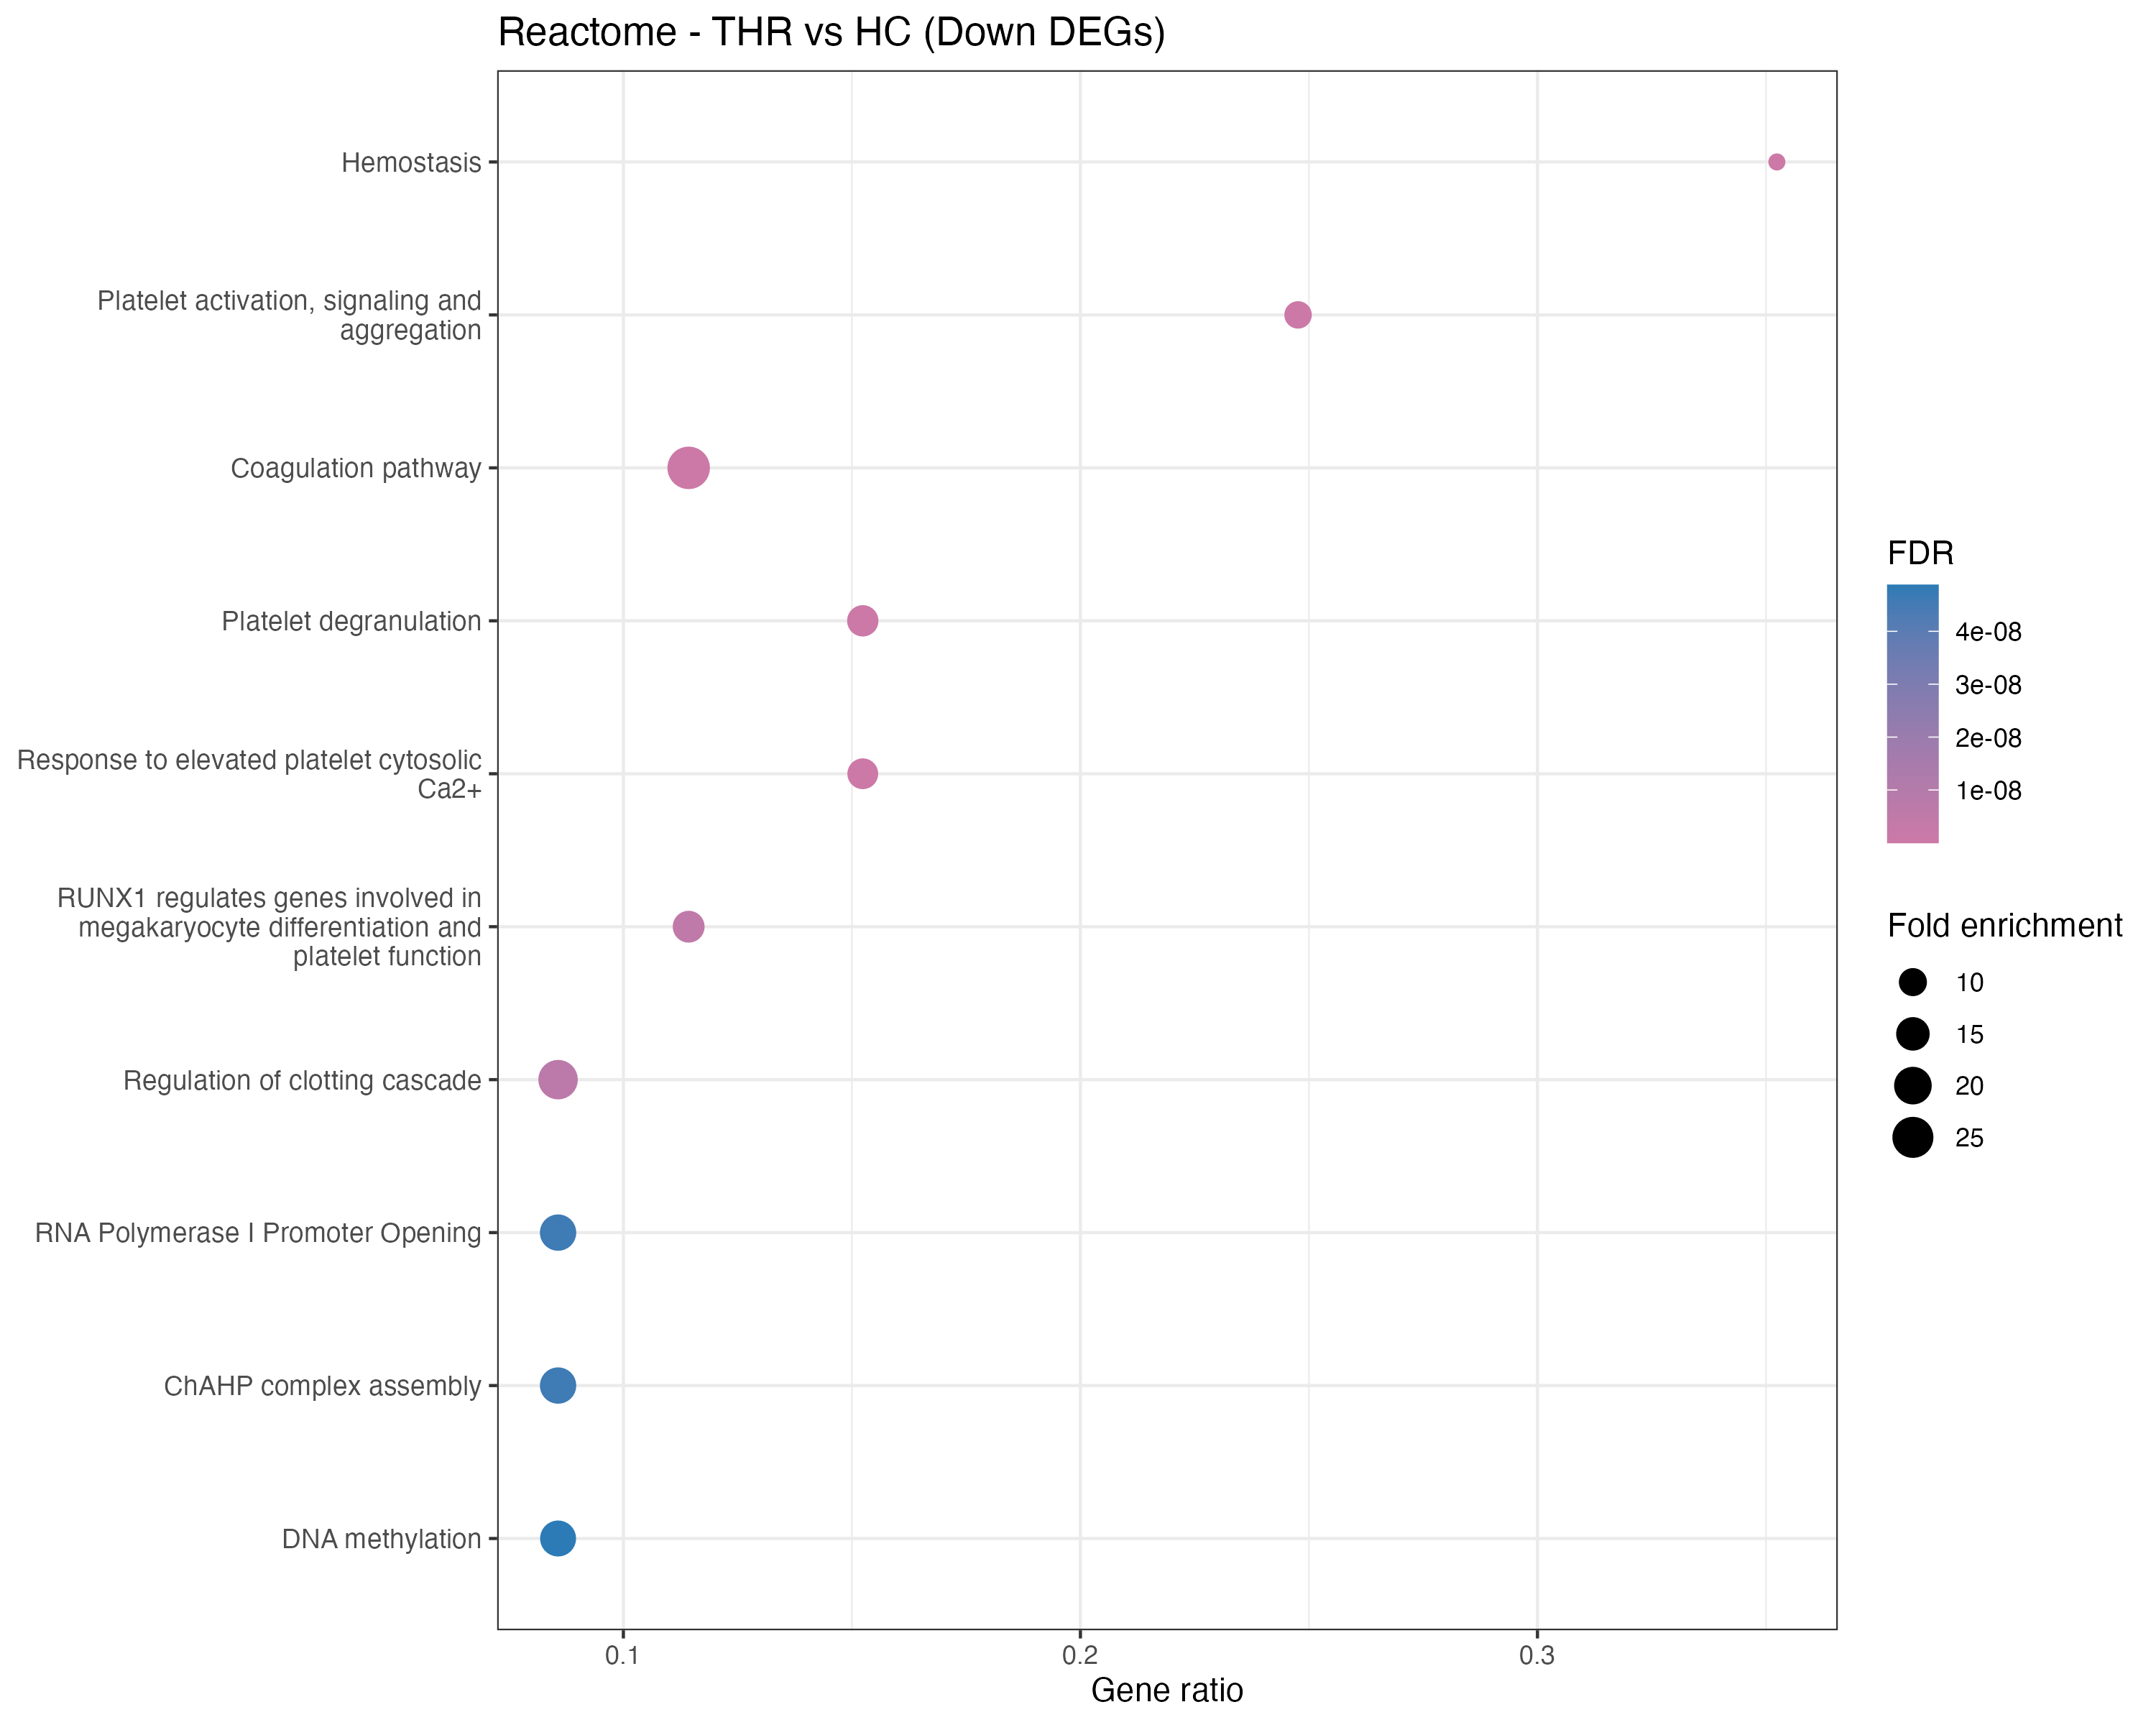 Reactome - THR vs HC (Down DEGs)
Hemostasis
Platelet activation, signaling and
aggregation
Coagulation pathway
Platelet degranulation
Response to elevated platelet cytosolic
Ca2+
RUNX1 regulates genes involved in
megakaryocyte differentiation and
platelet function
Regulation of clotting cascade
RNA Polymerase I Promoter Opening
ChAHP complex assembly
DNA methylation
0.1
0.2
0.3
Gene ratio
FDR
4e-08
3e-08
2e-08
1e-08
Fold enrichment
10
15
20
25